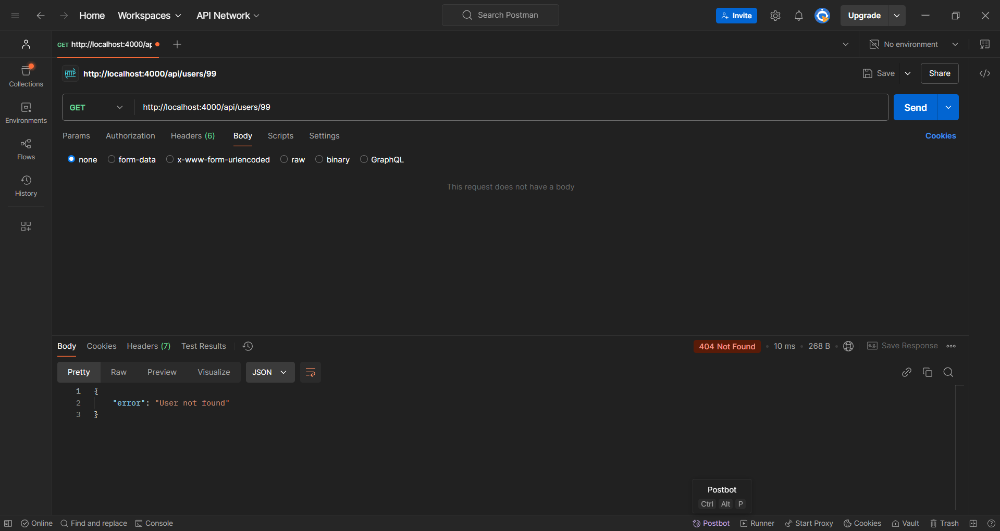 Home Workspaces API Network Search Postman Invite Upgrade
GET http://localhost:4000/ap No environment
HTTP http://localhost:4000/api/users/99 Save Share
Collections
GET http://localhost:4000/api/users/99 Send
Environments
Params Authorization Headers (6) Body Scripts Settings Cookies
none form-data x-www-form-urlencoded raw binary GraphQL
Flows
This request does not have a body
History
Body Cookies Headers (7) Test Results 404 Not Found 10 ms 268 B e.g. Save Response
Pretty Raw Preview Visualize JSON
1 {
2 "error": "User not found"
3 }
Postbot
Ctrl Alt P
Online Find and replace Console Postbot Runner Start Proxy Cookies Vault Trash